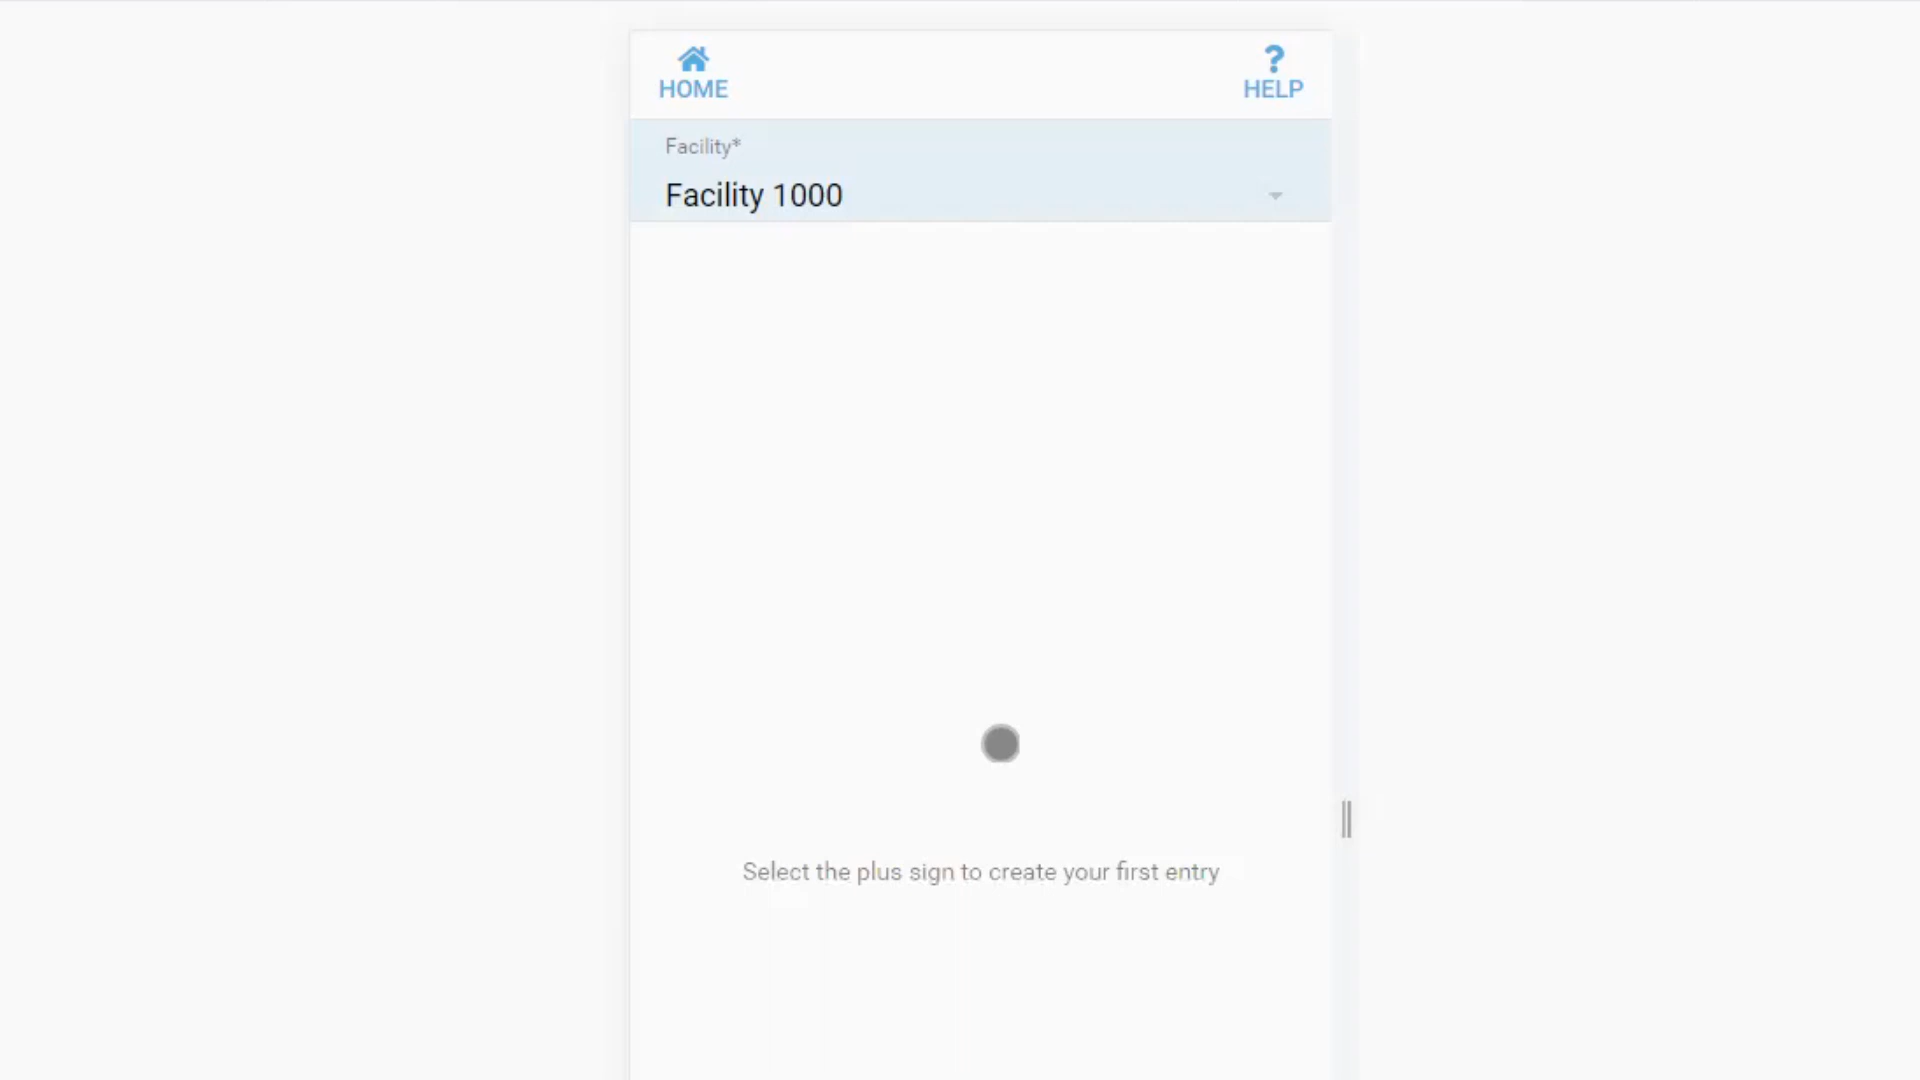 HOME
HELP
Facility*
Facility 1000
Select the plus sign to create your first entry